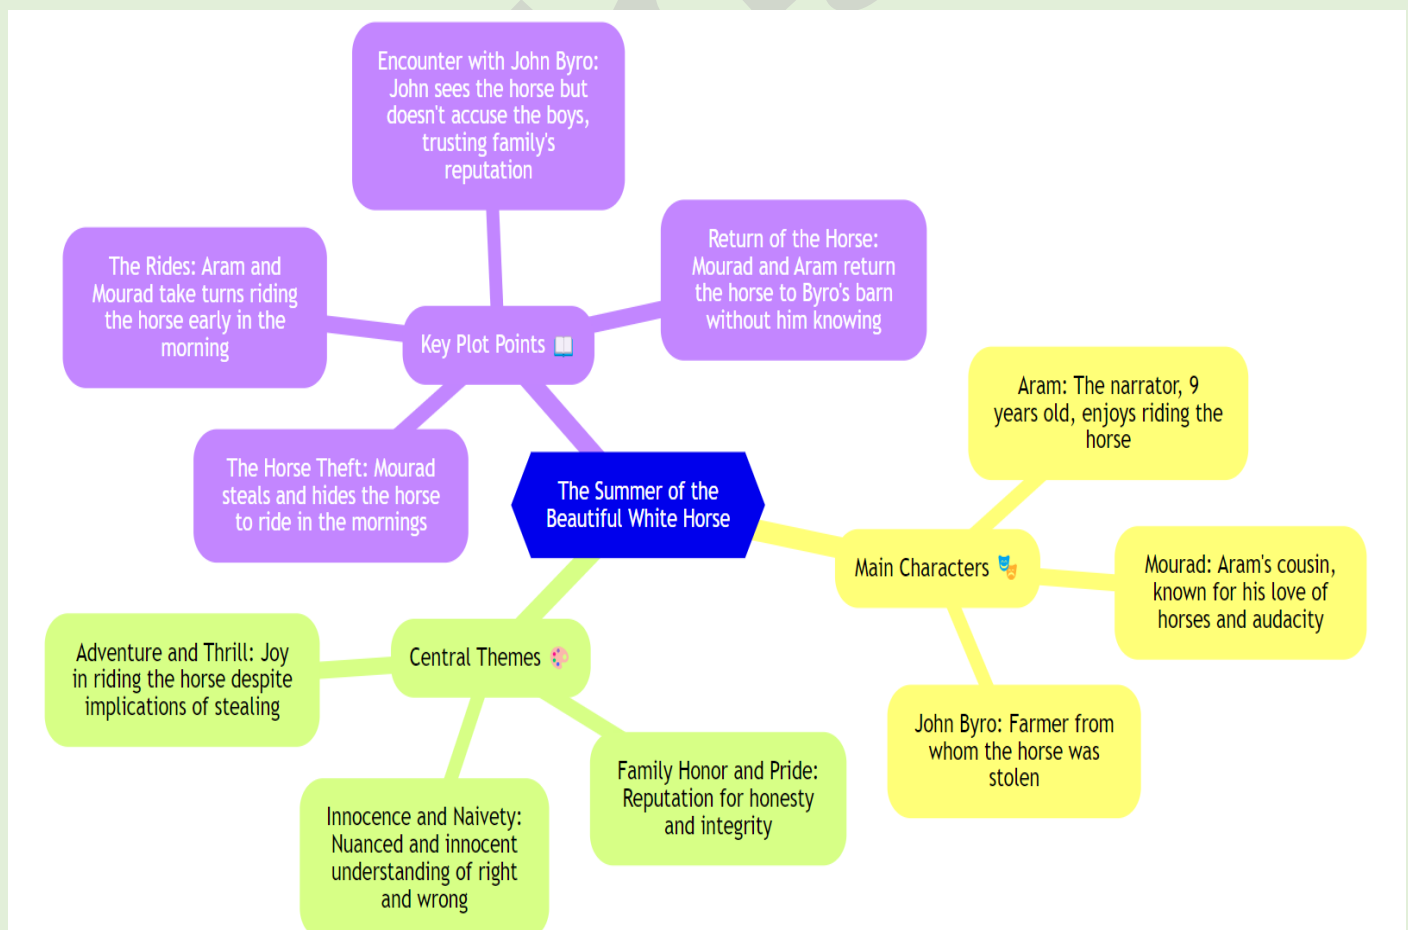 Encounter with John Byro:
John sees the horse but
doesn't accuse the boys,
trusting family's
reputation
Return of the Horse:
Mourad and Aram return
the horse to Byro's barn
without him knowing
The Rides: Aram and
Mourad take turns riding
the horse early in the
morning
Key Plot Points 📖
The Horse Theft: Mourad
steals and hides the horse
to ride in the mornings
The Summer of the
Beautiful White Horse
Aram: The narrator, 9
years old, enjoys riding the
horse
Main Characters 🎭
Mourad: Aram's cousin,
known for his love of
horses and audacity
John Byro: Farmer from
whom the horse was
stolen
Central Themes 🎨
Adventure and Thrill: Joy
in riding the horse despite
implications of stealing
Family Honor and Pride:
Reputation for honesty
and integrity
Innocence and Naivety:
Nuanced and innocent
understanding of right
and wrong